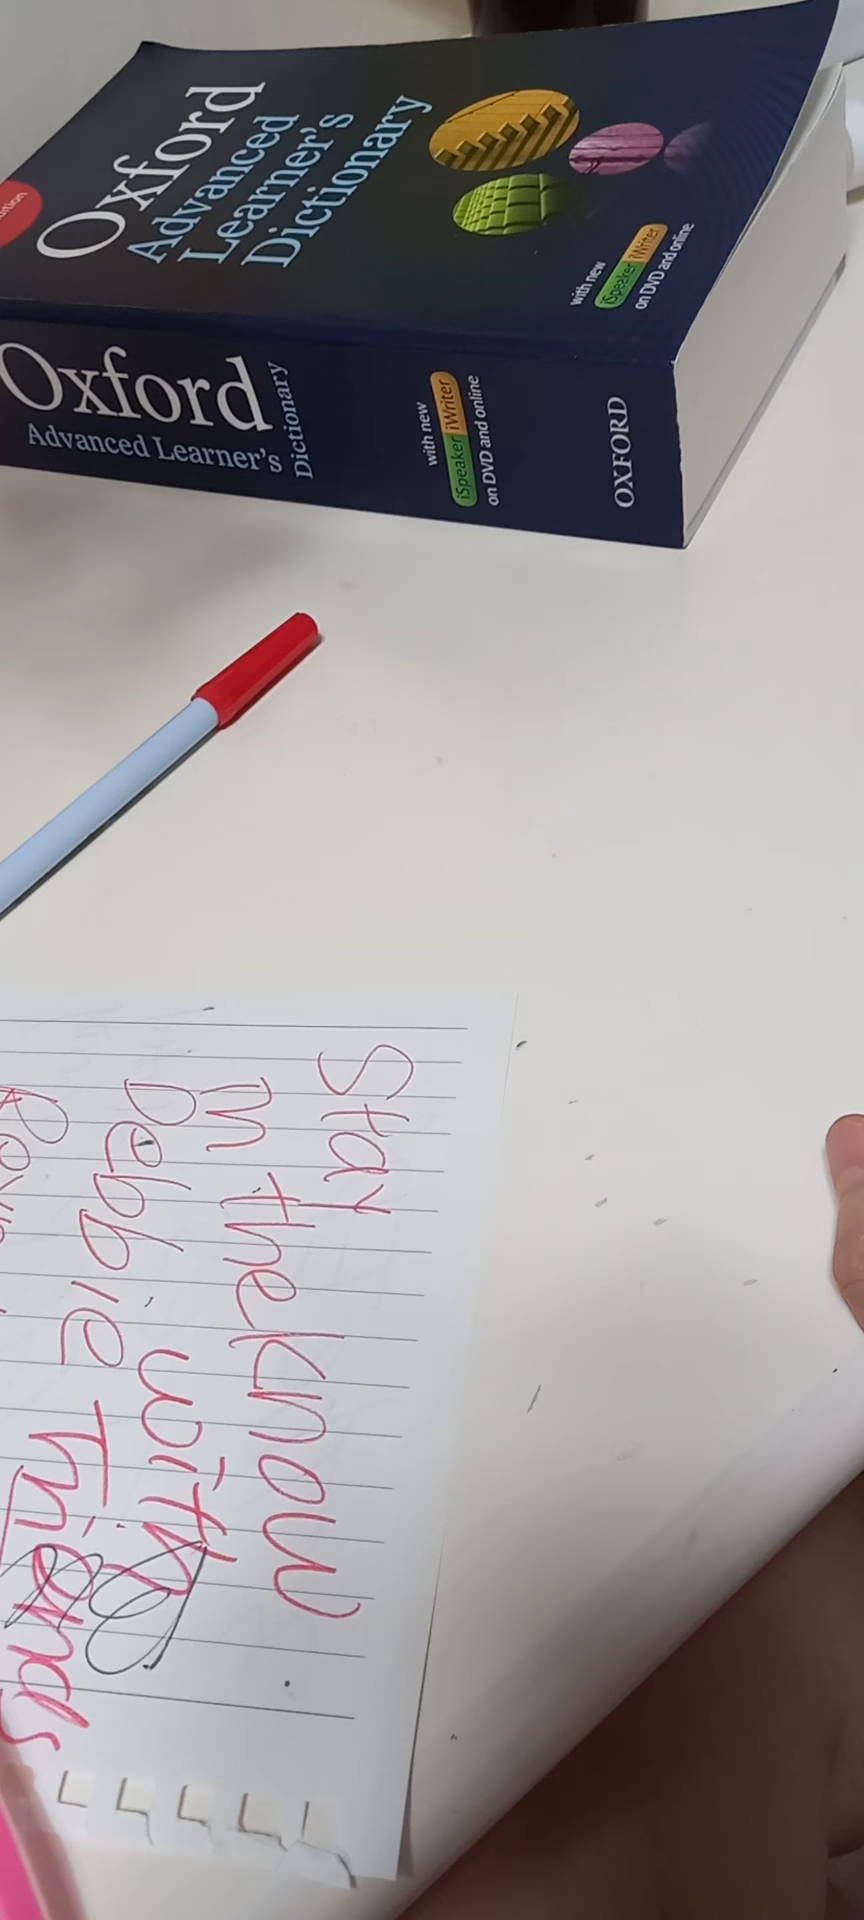 Oxford
Advanced
Learner's
Dictionary
with new
iSpeaker iWriter
on DVD and online
Oxford
Advanced Learner's
Dictionary
with new
iSpeaker iWriter
on DVD and online
OXFORD
Stay
in the know
with
Debbie